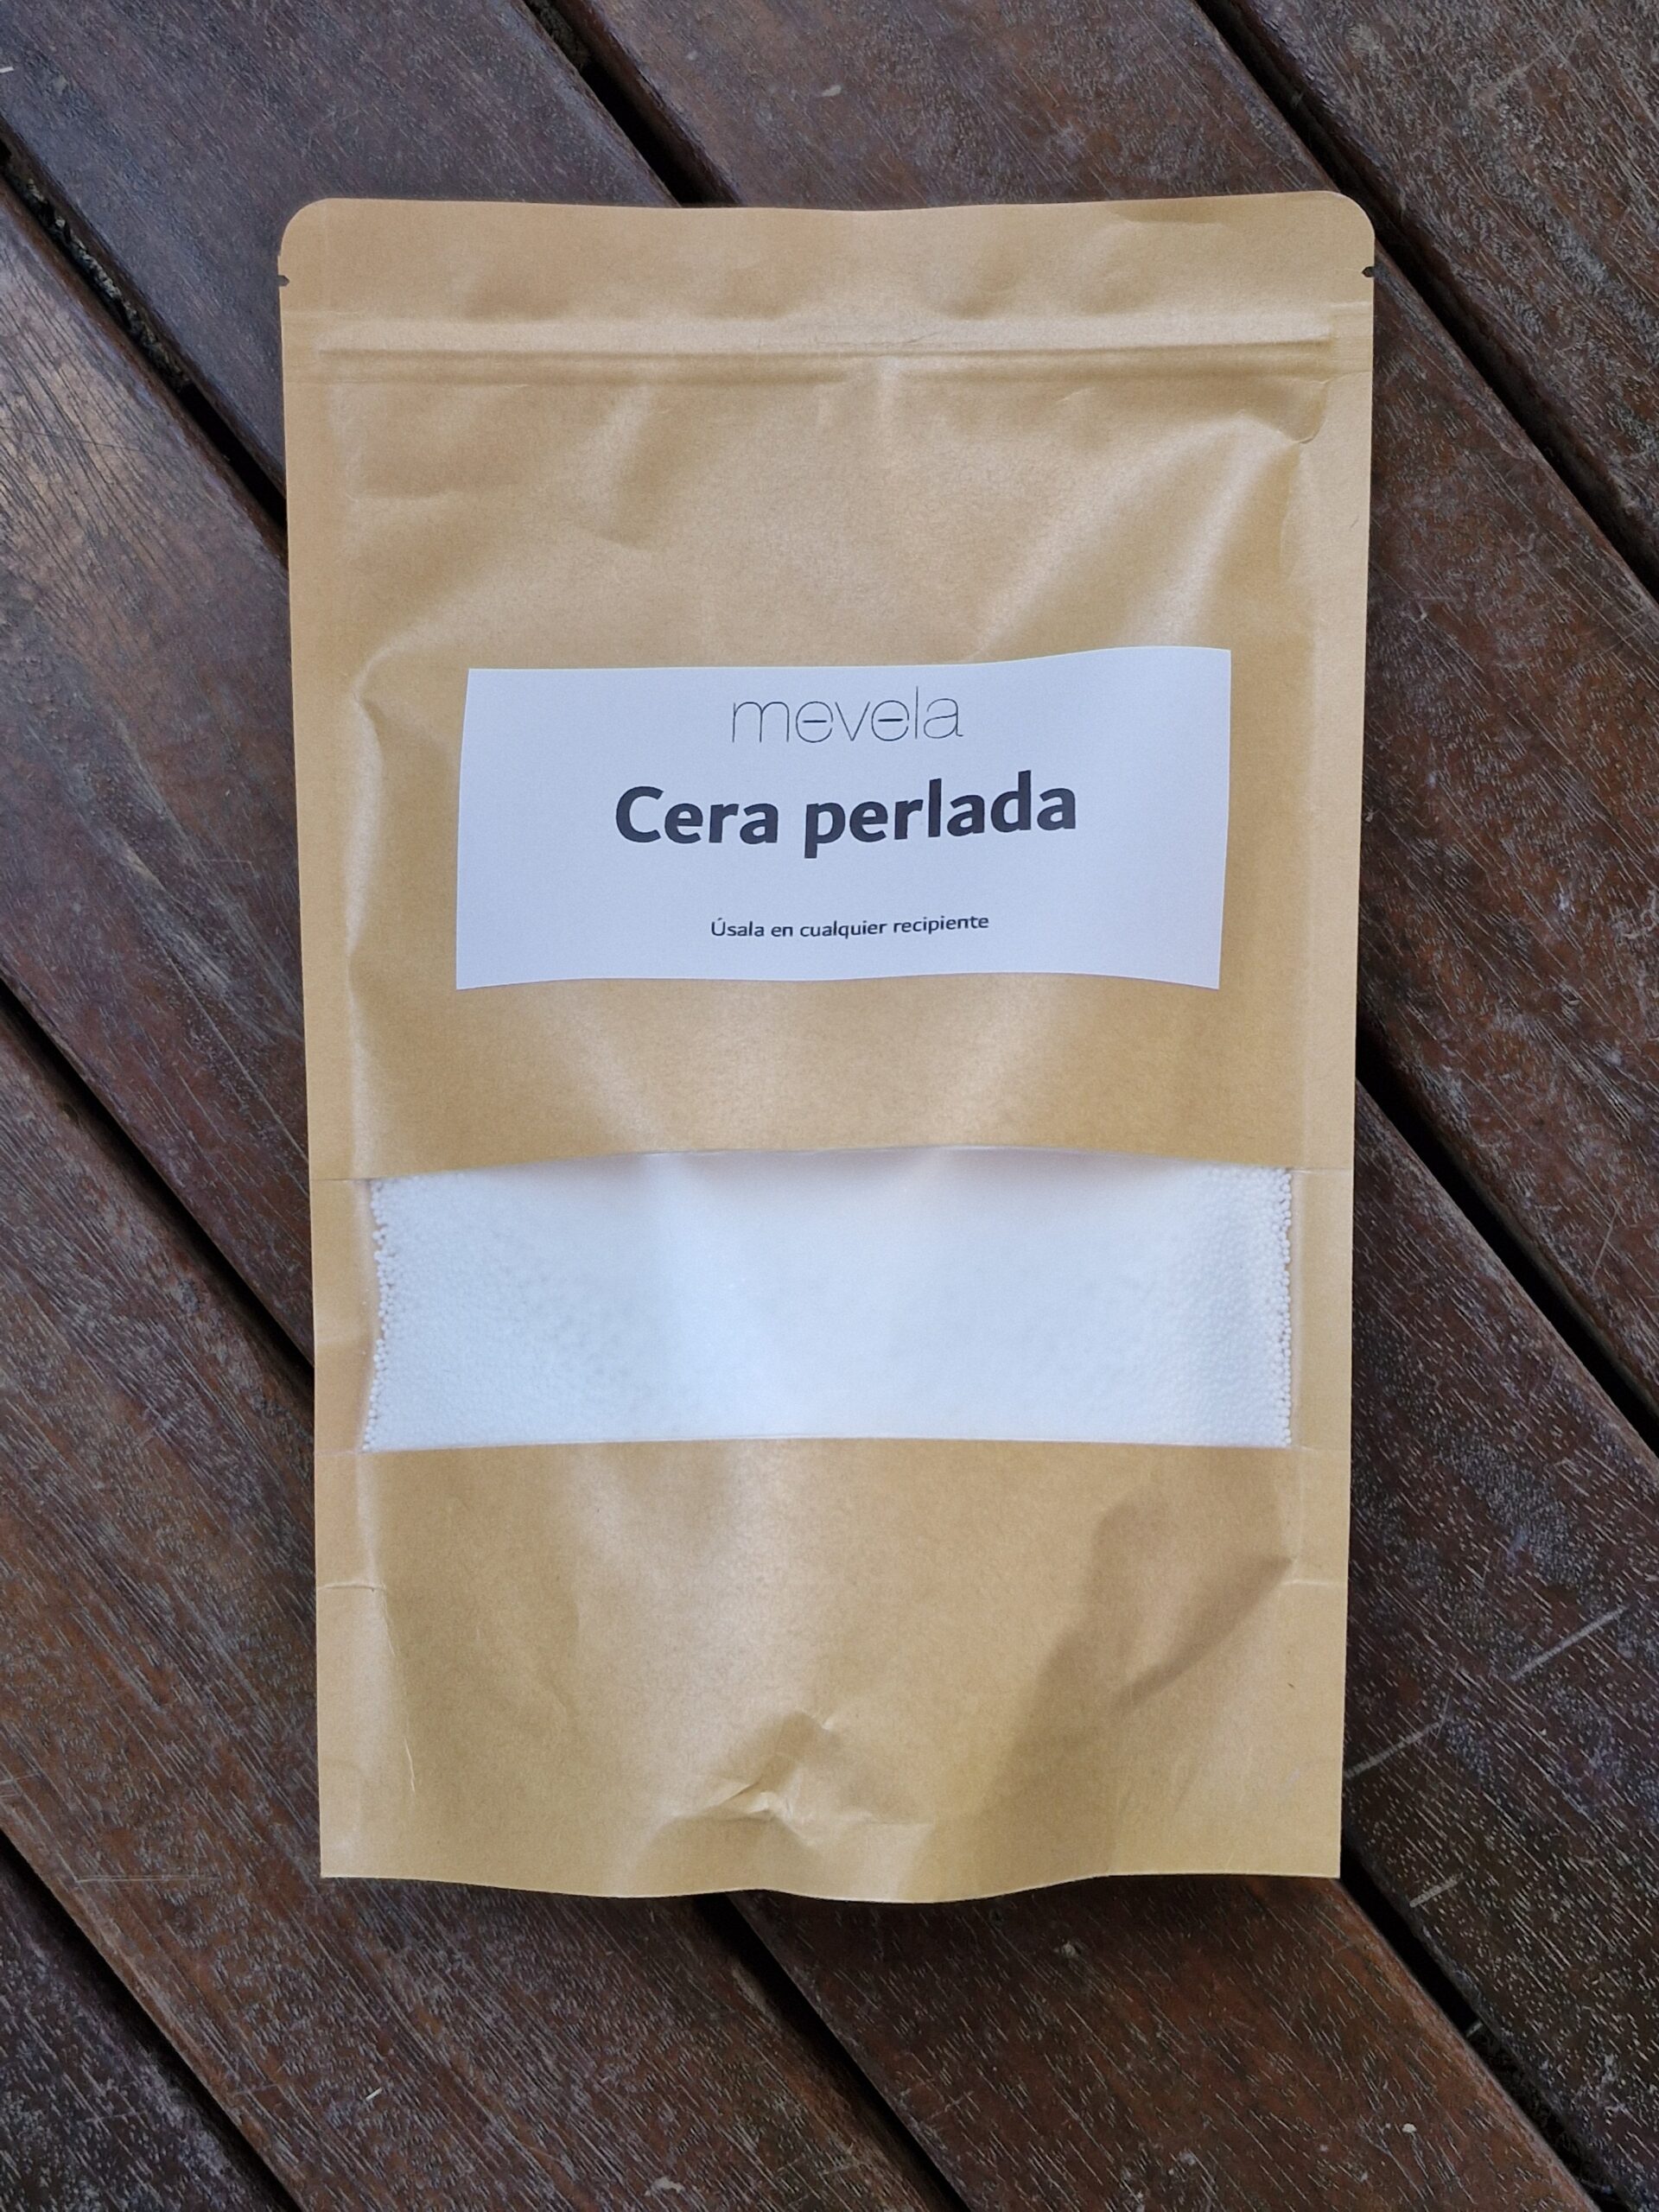 mevela
Cera perlada
Úsala en cualquier recipiente